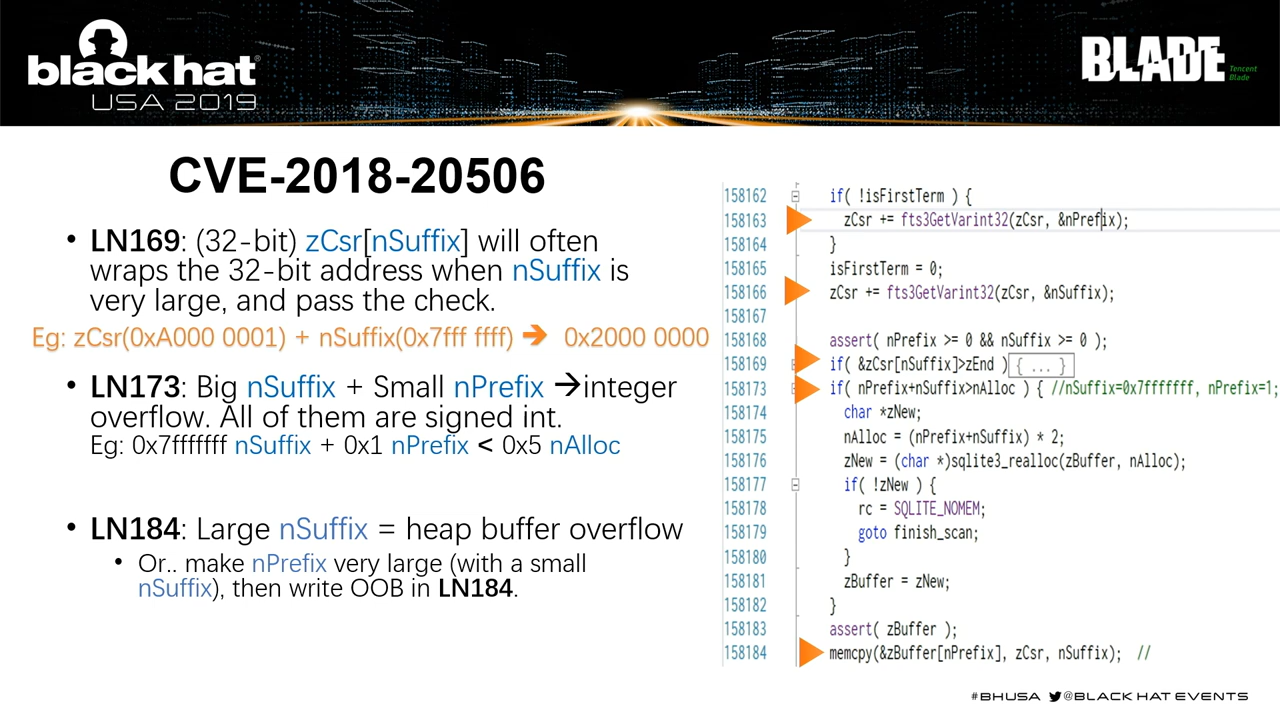 black hat®
USA 2019
BLADE
Tencent
Blade
CVE-2018-20506
• LN169: (32-bit) zCsr[nSuffix] will often
wraps the 32-bit address when nSuffix is
very large, and pass the check.
Eg: zCsr(0xA000 0001) + nSuffix(0x7fff ffff) ➔ 0x2000 0000
• LN173: Big nSuffix + Small nPrefix ➔integer
overflow. All of them are signed int.
Eg: 0x7fffffff nSuffix + 0x1 nPrefix < 0x5 nAlloc
• LN184: Large nSuffix = heap buffer overflow
• Or.. make nPrefix very large (with a small
nSuffix), then write OOB in LN184.
158162 if( !isFirstTerm ) {
158163 zCsr += fts3GetVarint32(zCsr, &nPrefix);
158164 }
158165 isFirstTerm = 0;
158166 zCsr += fts3GetVarint32(zCsr, &nSuffix);
158167
158168 assert( nPrefix >= 0 && nSuffix >= 0 );
158169 if( &zCsr[nSuffix]>zEnd ) { ... }
158173 if( nPrefix+nSuffix>nAlloc ) { //nSuffix=0x7fffffff, nPrefix=1;
158174 char *zNew;
158175 nAlloc = (nPrefix+nSuffix) * 2;
158176 zNew = (char *)sqlite3_realloc(zBuffer, nAlloc);
158177 if( !zNew ) {
158178 rc = SQLITE_NOMEM;
158179 goto finish_scan;
158180 }
158181 zBuffer = zNew;
158182 }
158183 assert( zBuffer );
158184 memcpy(&zBuffer[nPrefix], zCsr, nSuffix); //
#BHUSA @BLACK HAT EVENTS